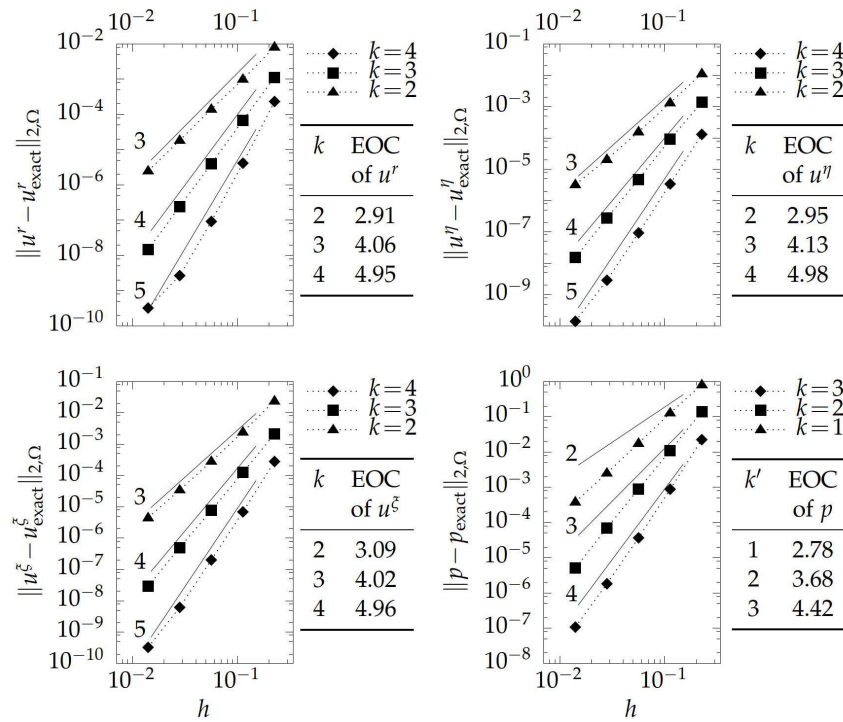 10⁻² 10⁻¹
10⁻²
10⁻⁴
10⁻⁶
10⁻⁸
10⁻¹⁰
||uʳ − uʳ_exact||₂,Ω
3
4
5
k=4
k=3
k=2
k EOC
of uʳ
2 2.91
3 4.06
4 4.95
10⁻² 10⁻¹
10⁻¹
10⁻³
10⁻⁵
10⁻⁷
10⁻⁹
||u^η − u^η_exact||₂,Ω
3
4
5
k=4
k=3
k=2
k EOC
of u^η
2 2.95
3 4.13
4 4.98
10⁻¹
10⁻²
10⁻³
10⁻⁴
10⁻⁵
10⁻⁶
10⁻⁷
10⁻⁸
10⁻⁹
10⁻¹⁰
||u^ξ − u^ξ_exact||₂,Ω
3
4
5
10⁻² 10⁻¹
h
k=4
k=3
k=2
k EOC
of u^ξ
2 3.09
3 4.02
4 4.96
10⁰
10⁻¹
10⁻²
10⁻³
10⁻⁴
10⁻⁵
10⁻⁶
10⁻⁷
10⁻⁸
||p − p_exact||₂,Ω
2
3
4
10⁻² 10⁻¹
h
k=3
k=2
k=1
k′ EOC
of p
1 2.78
2 3.68
3 4.42